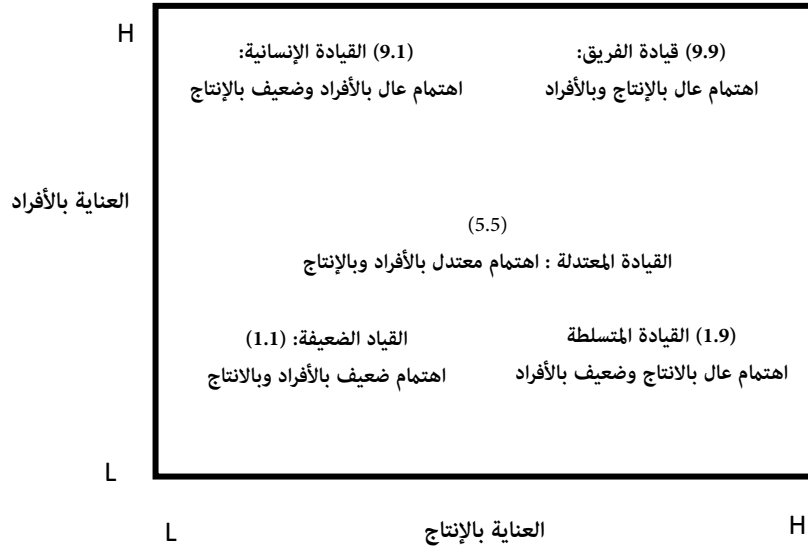 H
(9.9) قيادة الفريق:
اهتمام عال بالإنتاج وبالأفراد
(9.1) القيادة الإنسانية:
اهتمام عال بالأفراد وضعيف بالإنتاج
العناية بالأفراد
(5.5)
القيادة المعتدلة : اهتمام معتدل بالأفراد وبالإنتاج
(1.9) القيادة المتسلطة
اهتمام عال بالانتاج وضعيف بالأفراد
القياد الضعيفة: (1.1)
اهتمام ضعيف بالأفراد وبالانتاج
L
H
العناية بالإنتاج
L